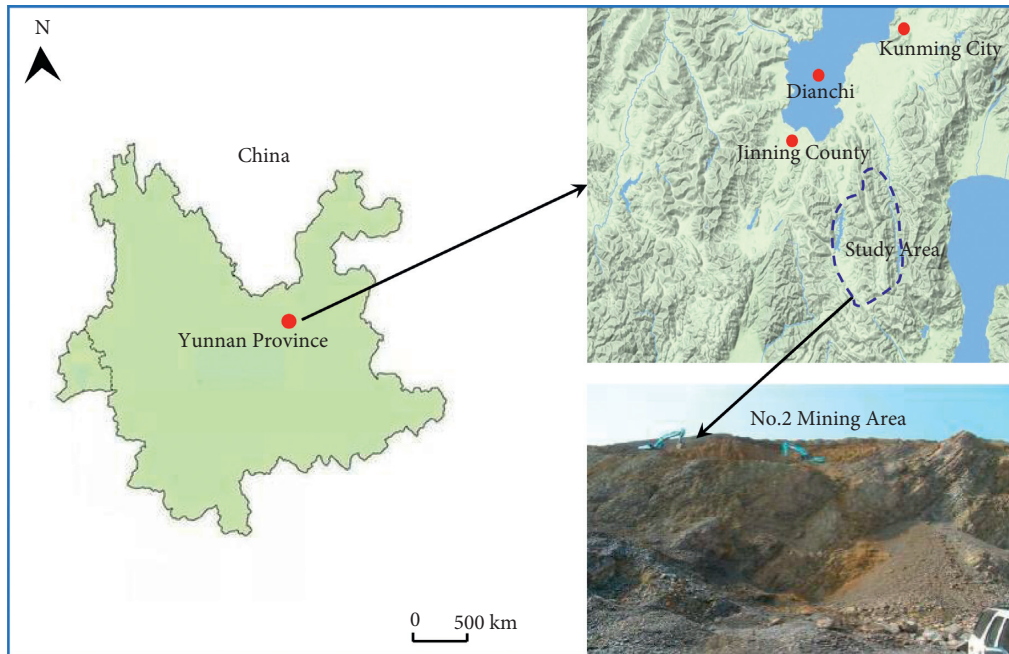 N
China
Yunnan Province
0 500 km
Kunming City
Dianchi
Jinning County
Study Area
No.2 Mining Area